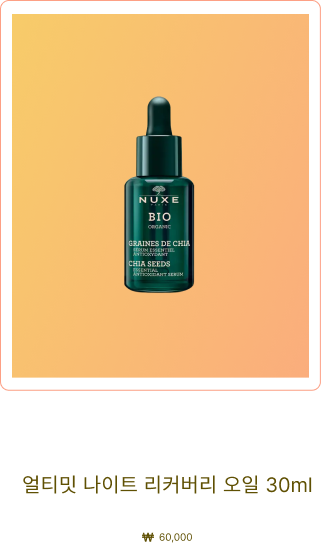 NUXE
BIO
ORGANIC
GRAINES DE CHIA
SÉRUM ESSENTIEL
ANTIOXYDANT
CHIA SEEDS
ESSENTIAL
ANTIOXIDANT SERUM
얼티밋 나이트 리커버리 오일 30ml
₩ 60,000